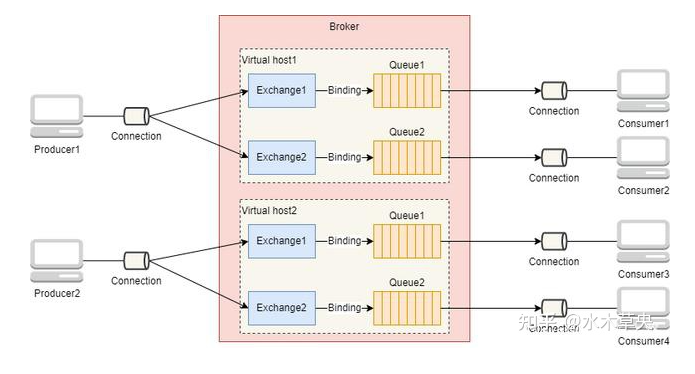 Broker
Virtual host1
Queue1
Exchange1
Binding
Connection
Producer1
Connection
Consumer1
Queue2
Exchange2
Binding
Connection
Consumer2
Virtual host2
Queue1
Exchange1
Binding
Connection
Producer2
Connection
Consumer3
Queue2
Exchange2
Binding
Connection
Consumer4
知乎 @水木草央